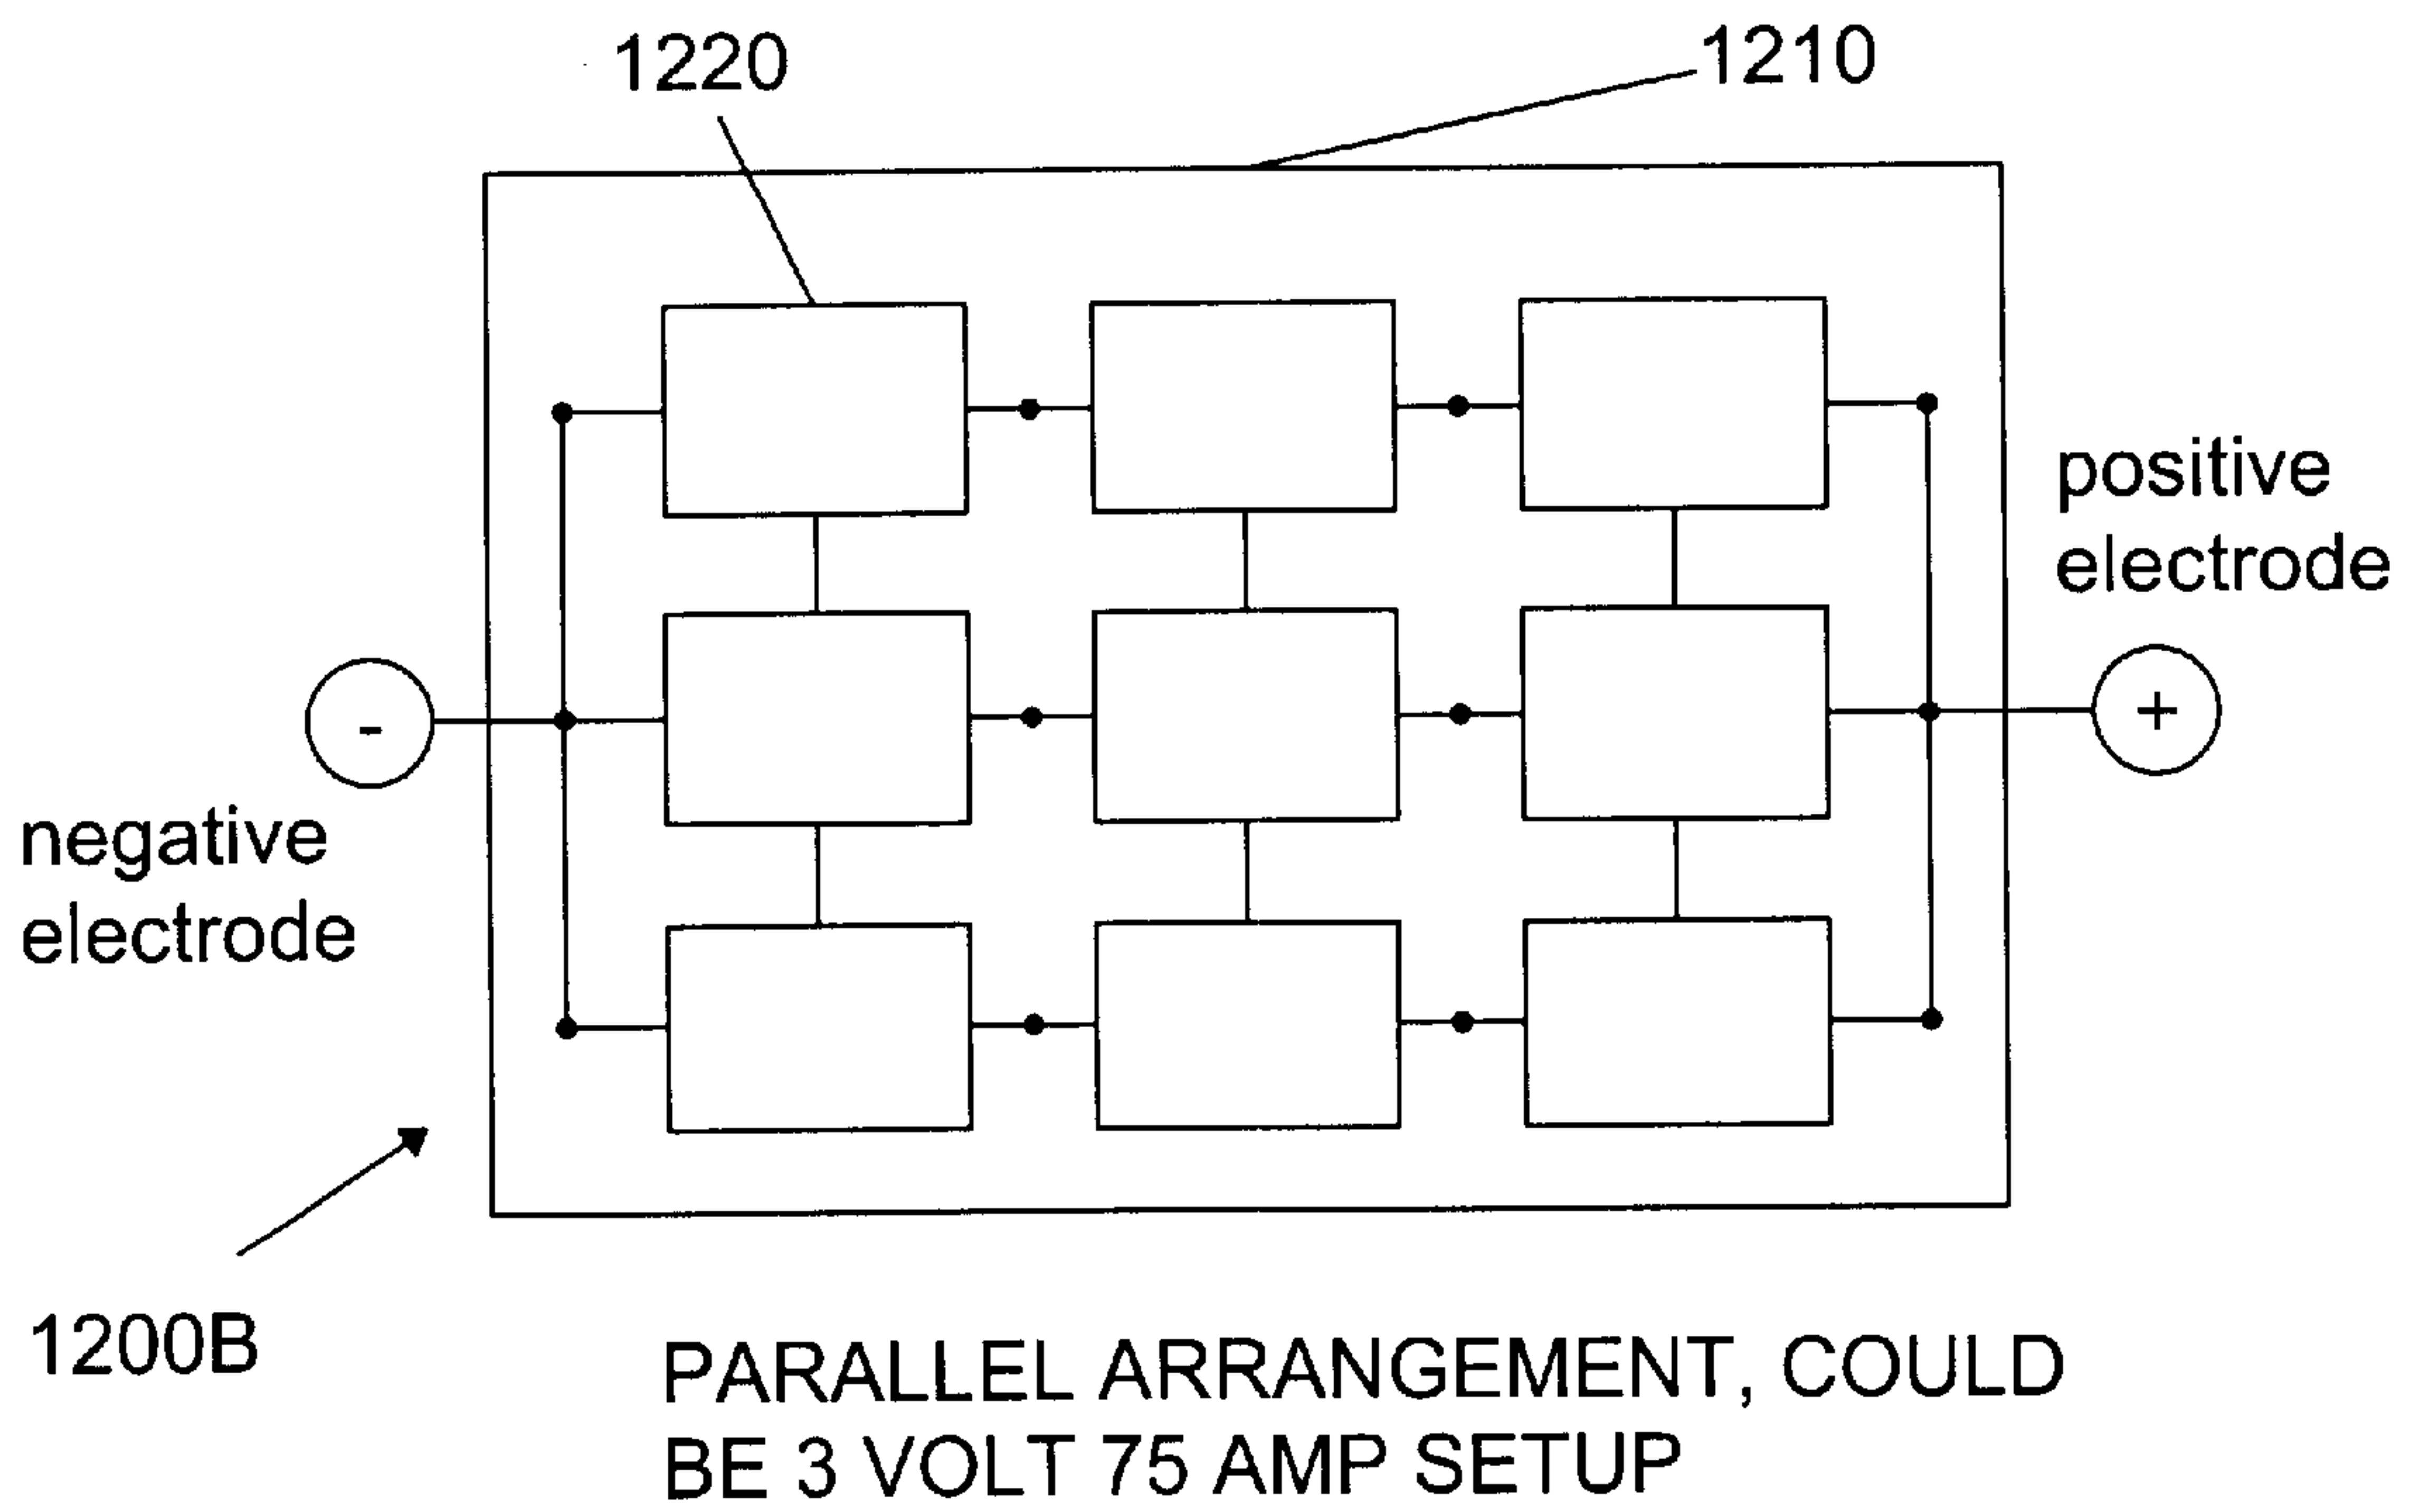 1220
1210
positive
electrode
-
+
negative
electrode
1200B
PARALLEL ARRANGEMENT, COULD
BE 3 VOLT 75 AMP SETUP